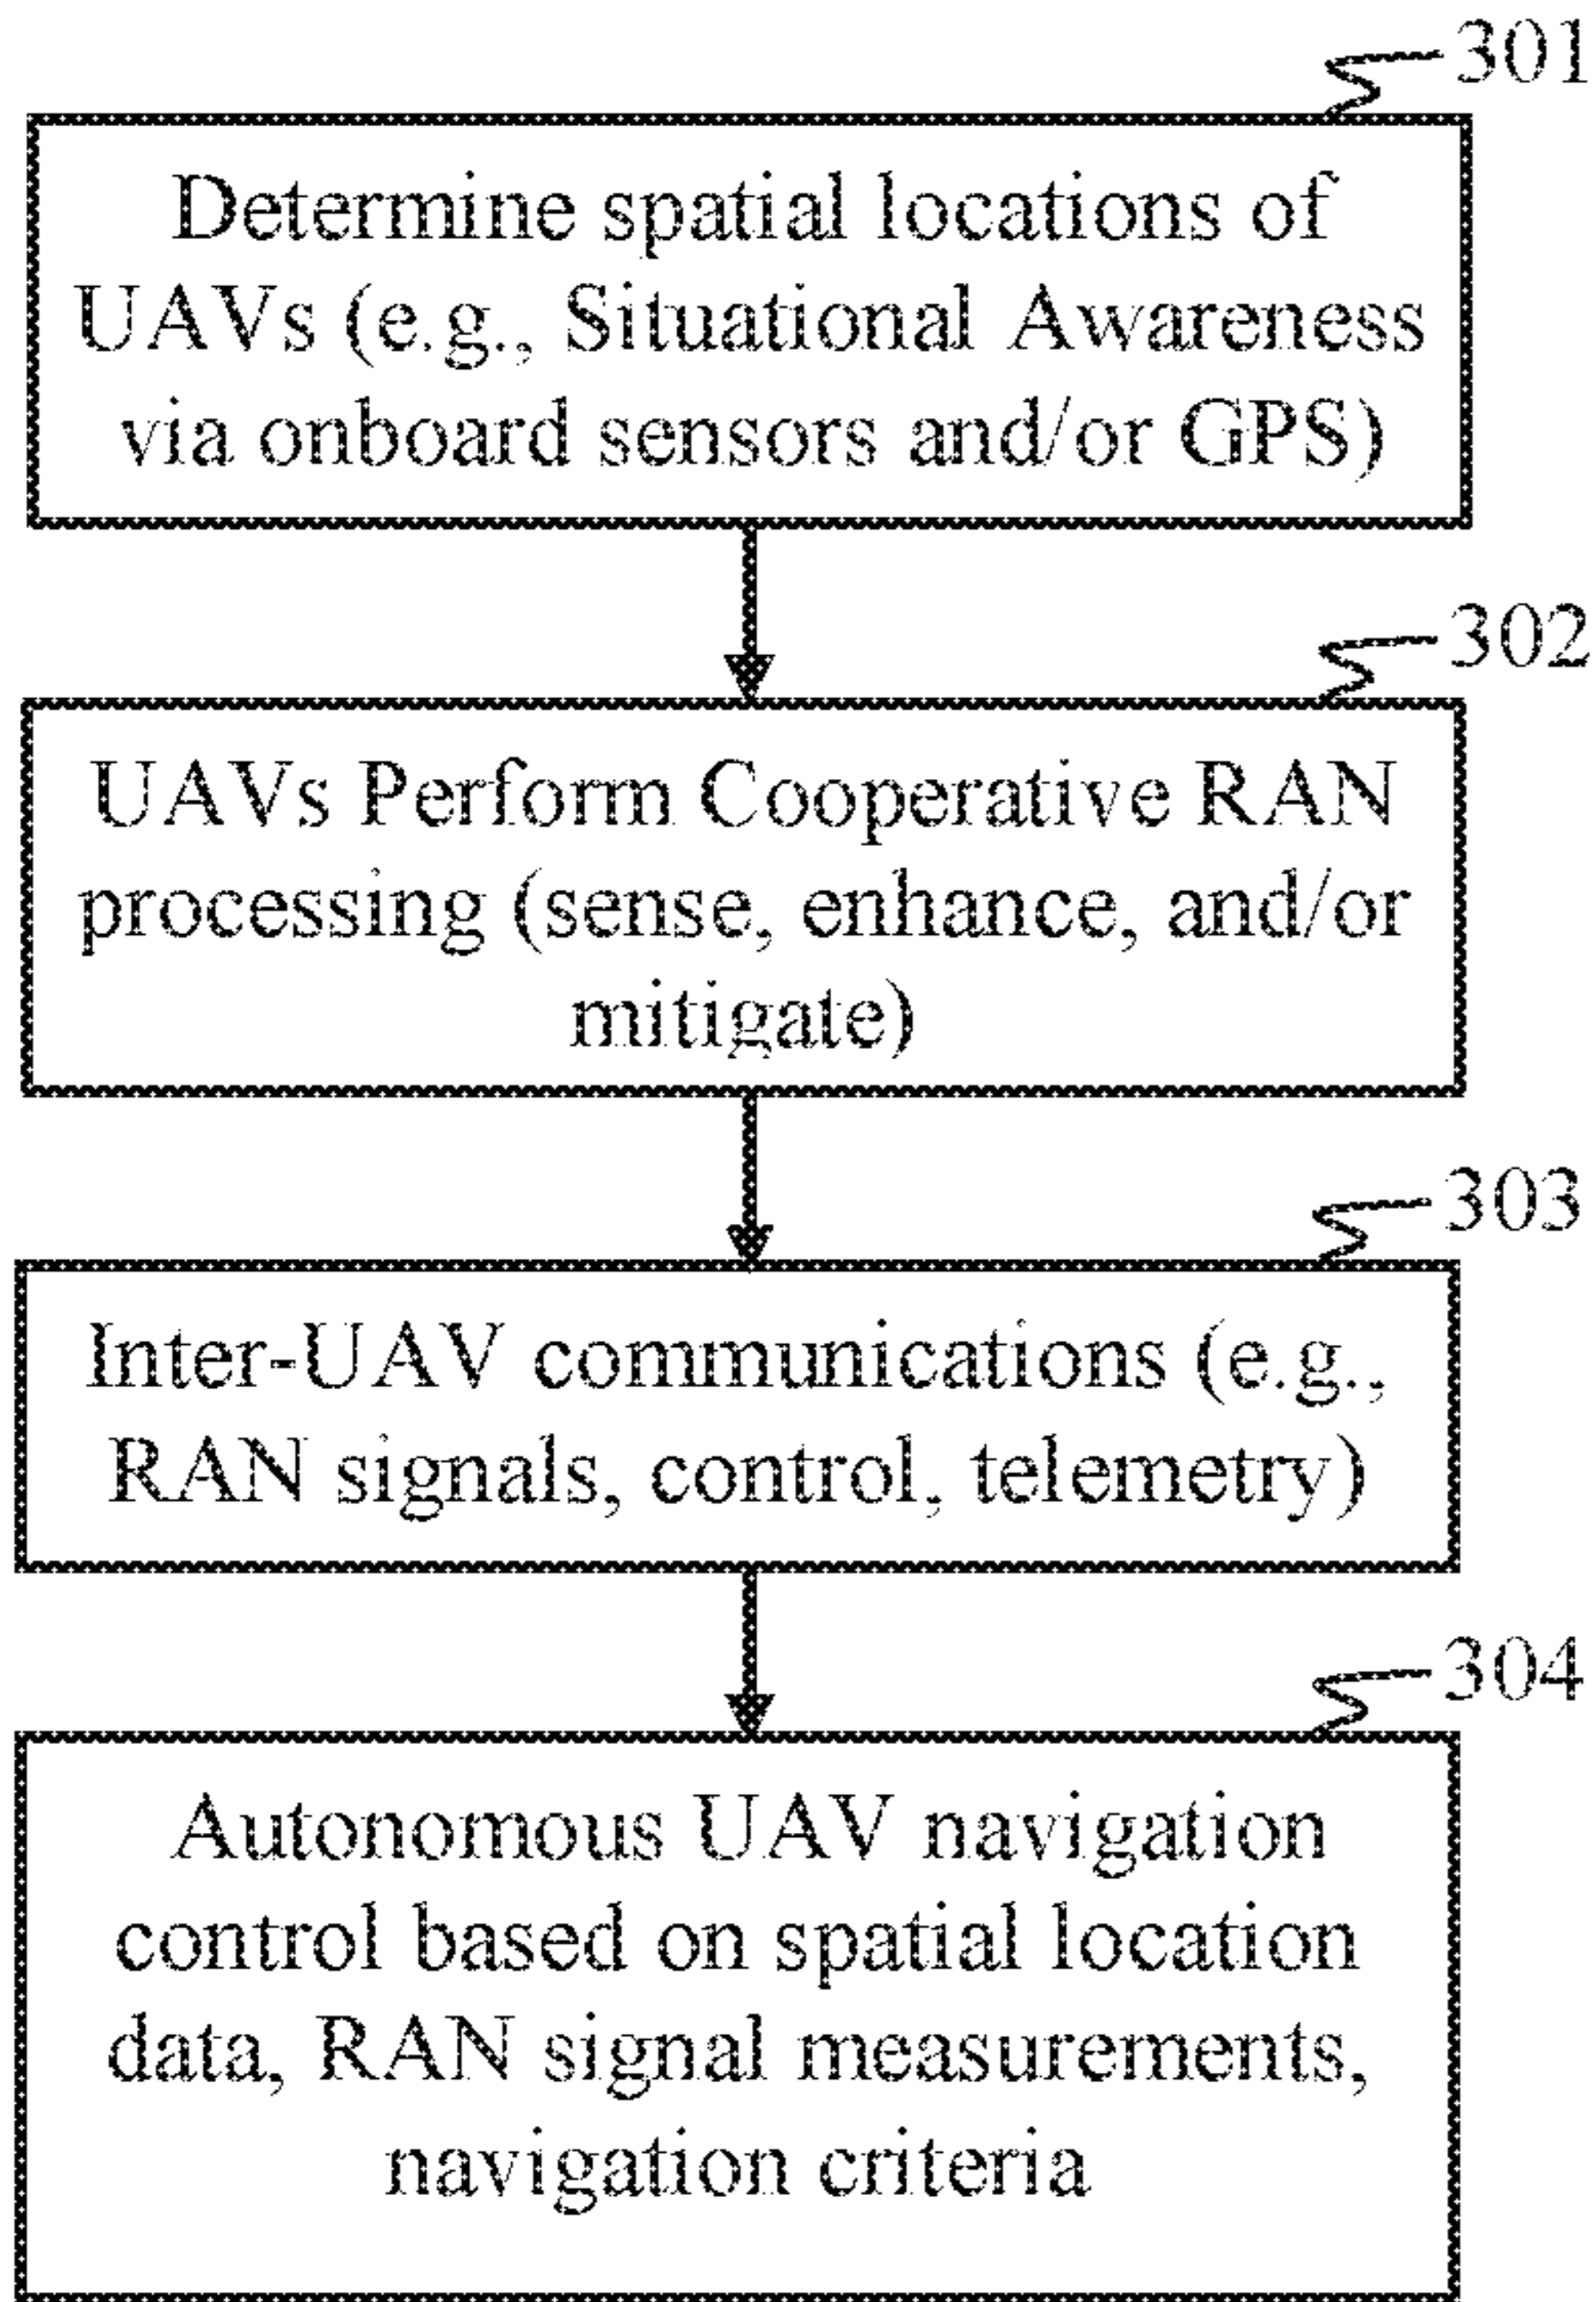 301
Determine spatial locations of
UAVs (e.g., Situational Awareness
via onboard sensors and/or GPS)
302
UAVs Perform Cooperative RAN
processing (sense, enhance, and/or
mitigate)
303
Inter-UAV communications (e.g.,
RAN signals, control, telemetry)
304
Autonomous UAV navigation
control based on spatial location
data, RAN signal measurements,
navigation criteria